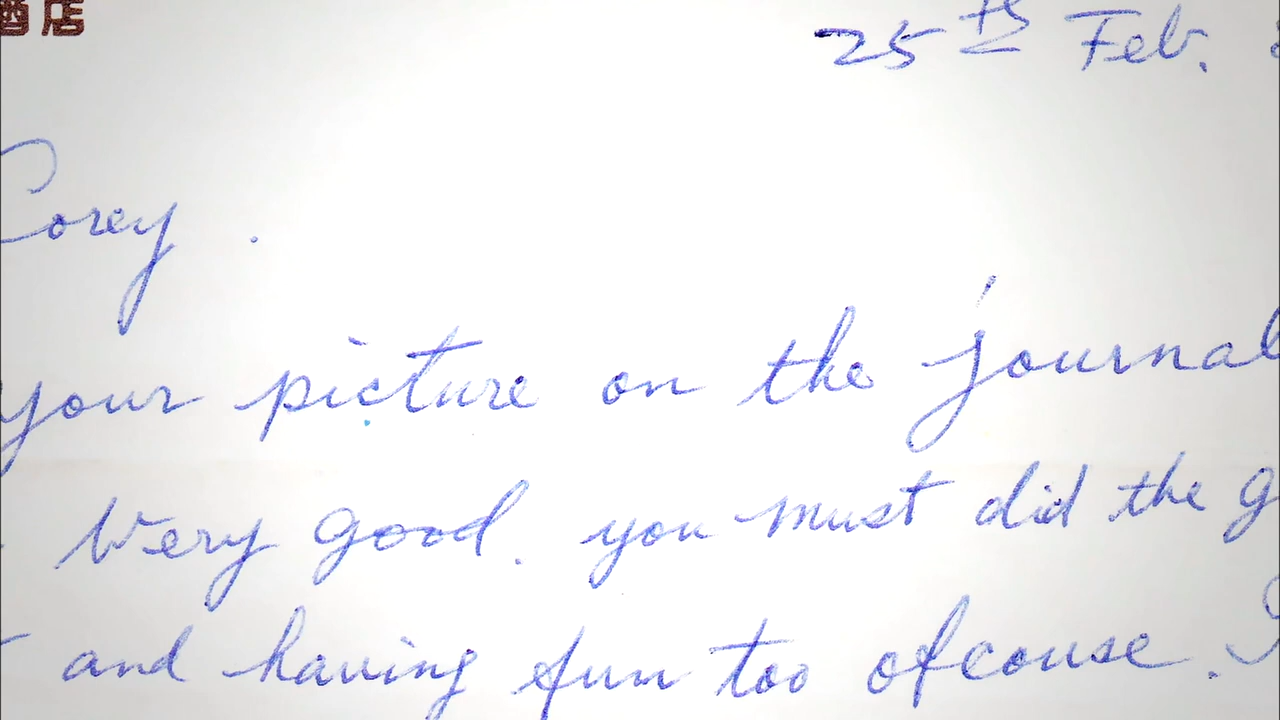 酒店
25th Feb.
Corey.
your picture on the journal
Very good. you must did the
and having fun too ofcouse.